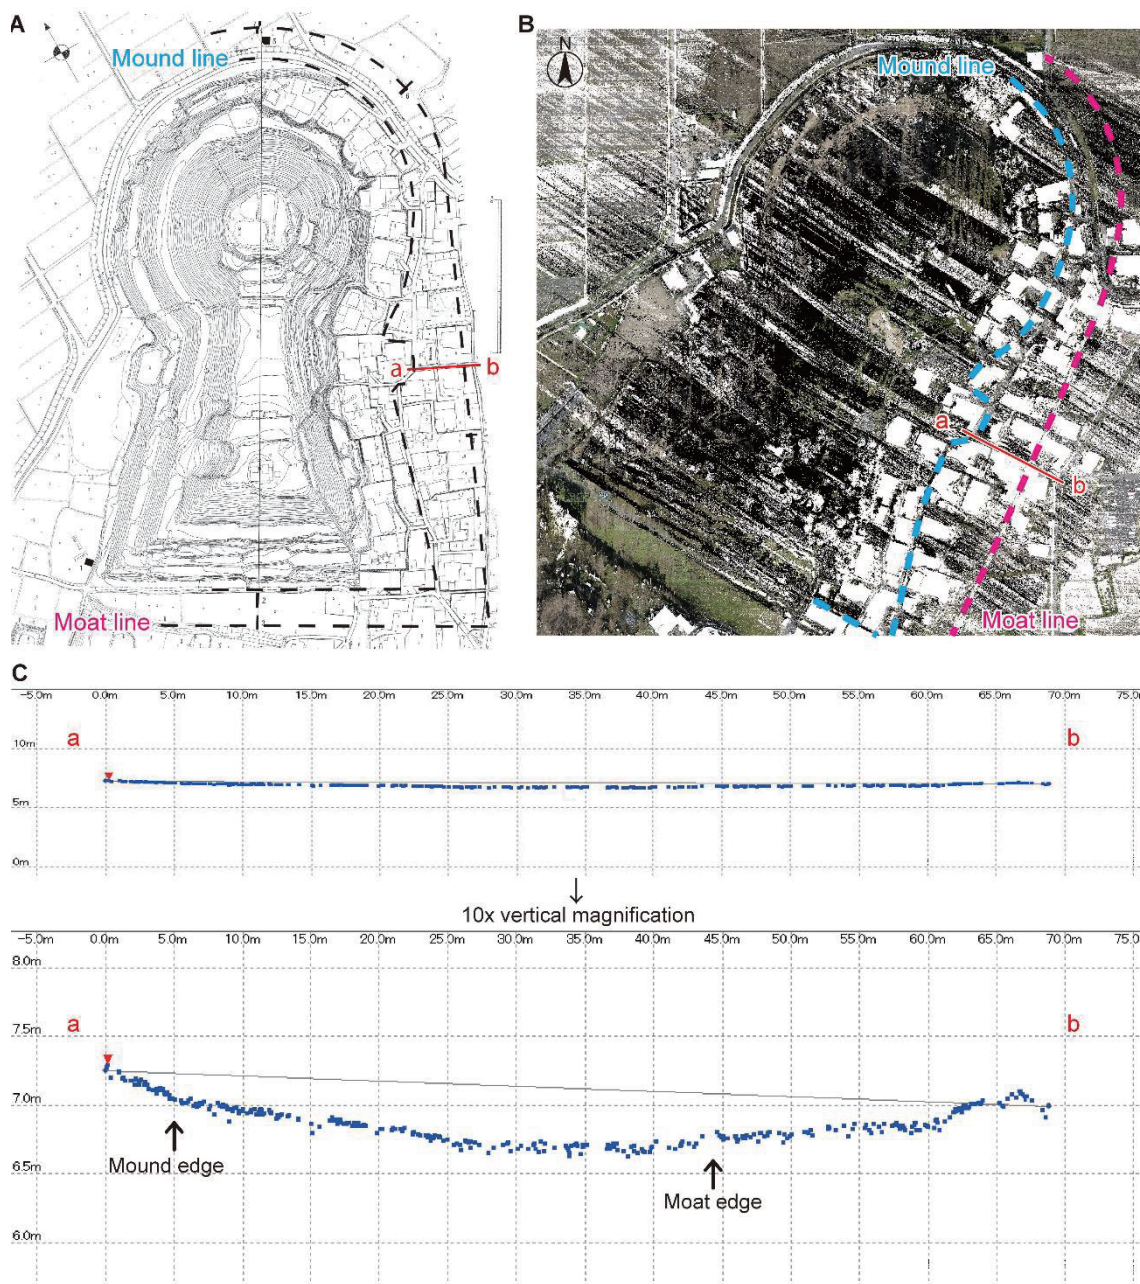 A
Mound line
a
b
Moat line
B
N
Mound line
a
b
Moat line
C
−5.0m 0.0m 5.0m 10.0m 15.0m 20.0m 25.0m 30.0m 35.0m 40.0m 45.0m 50.0m 55.0m 60.0m 65.0m 70.0m 75.0m
10m
a
b
5m
0m
↓
10x vertical magnification
−5.0m 0.0m 5.0m 10.0m 15.0m 20.0m 25.0m 30.0m 35.0m 40.0m 45.0m 50.0m 55.0m 60.0m 65.0m 70.0m 75.0m
8.0m
7.5m
a
b
7.0m
Mound edge
6.5m
Moat edge
6.0m